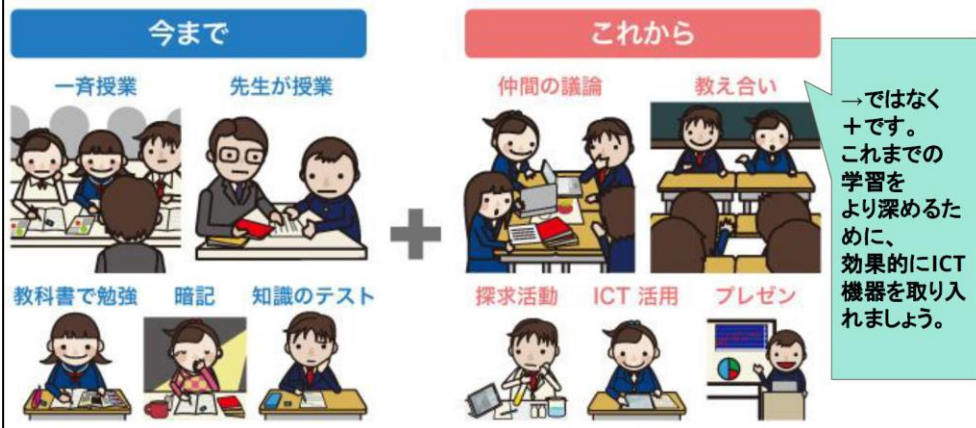 今まで
一斉授業
先生が授業
教科書で勉強
暗記
知識のテスト
+
これから
仲間の議論
教え合い
探求活動
ICT 活用
プレゼン
→ではなく
+です。
これまでの
学習を
より深めるた
めに、
効果的にICT
機器を取り入
れましょう。